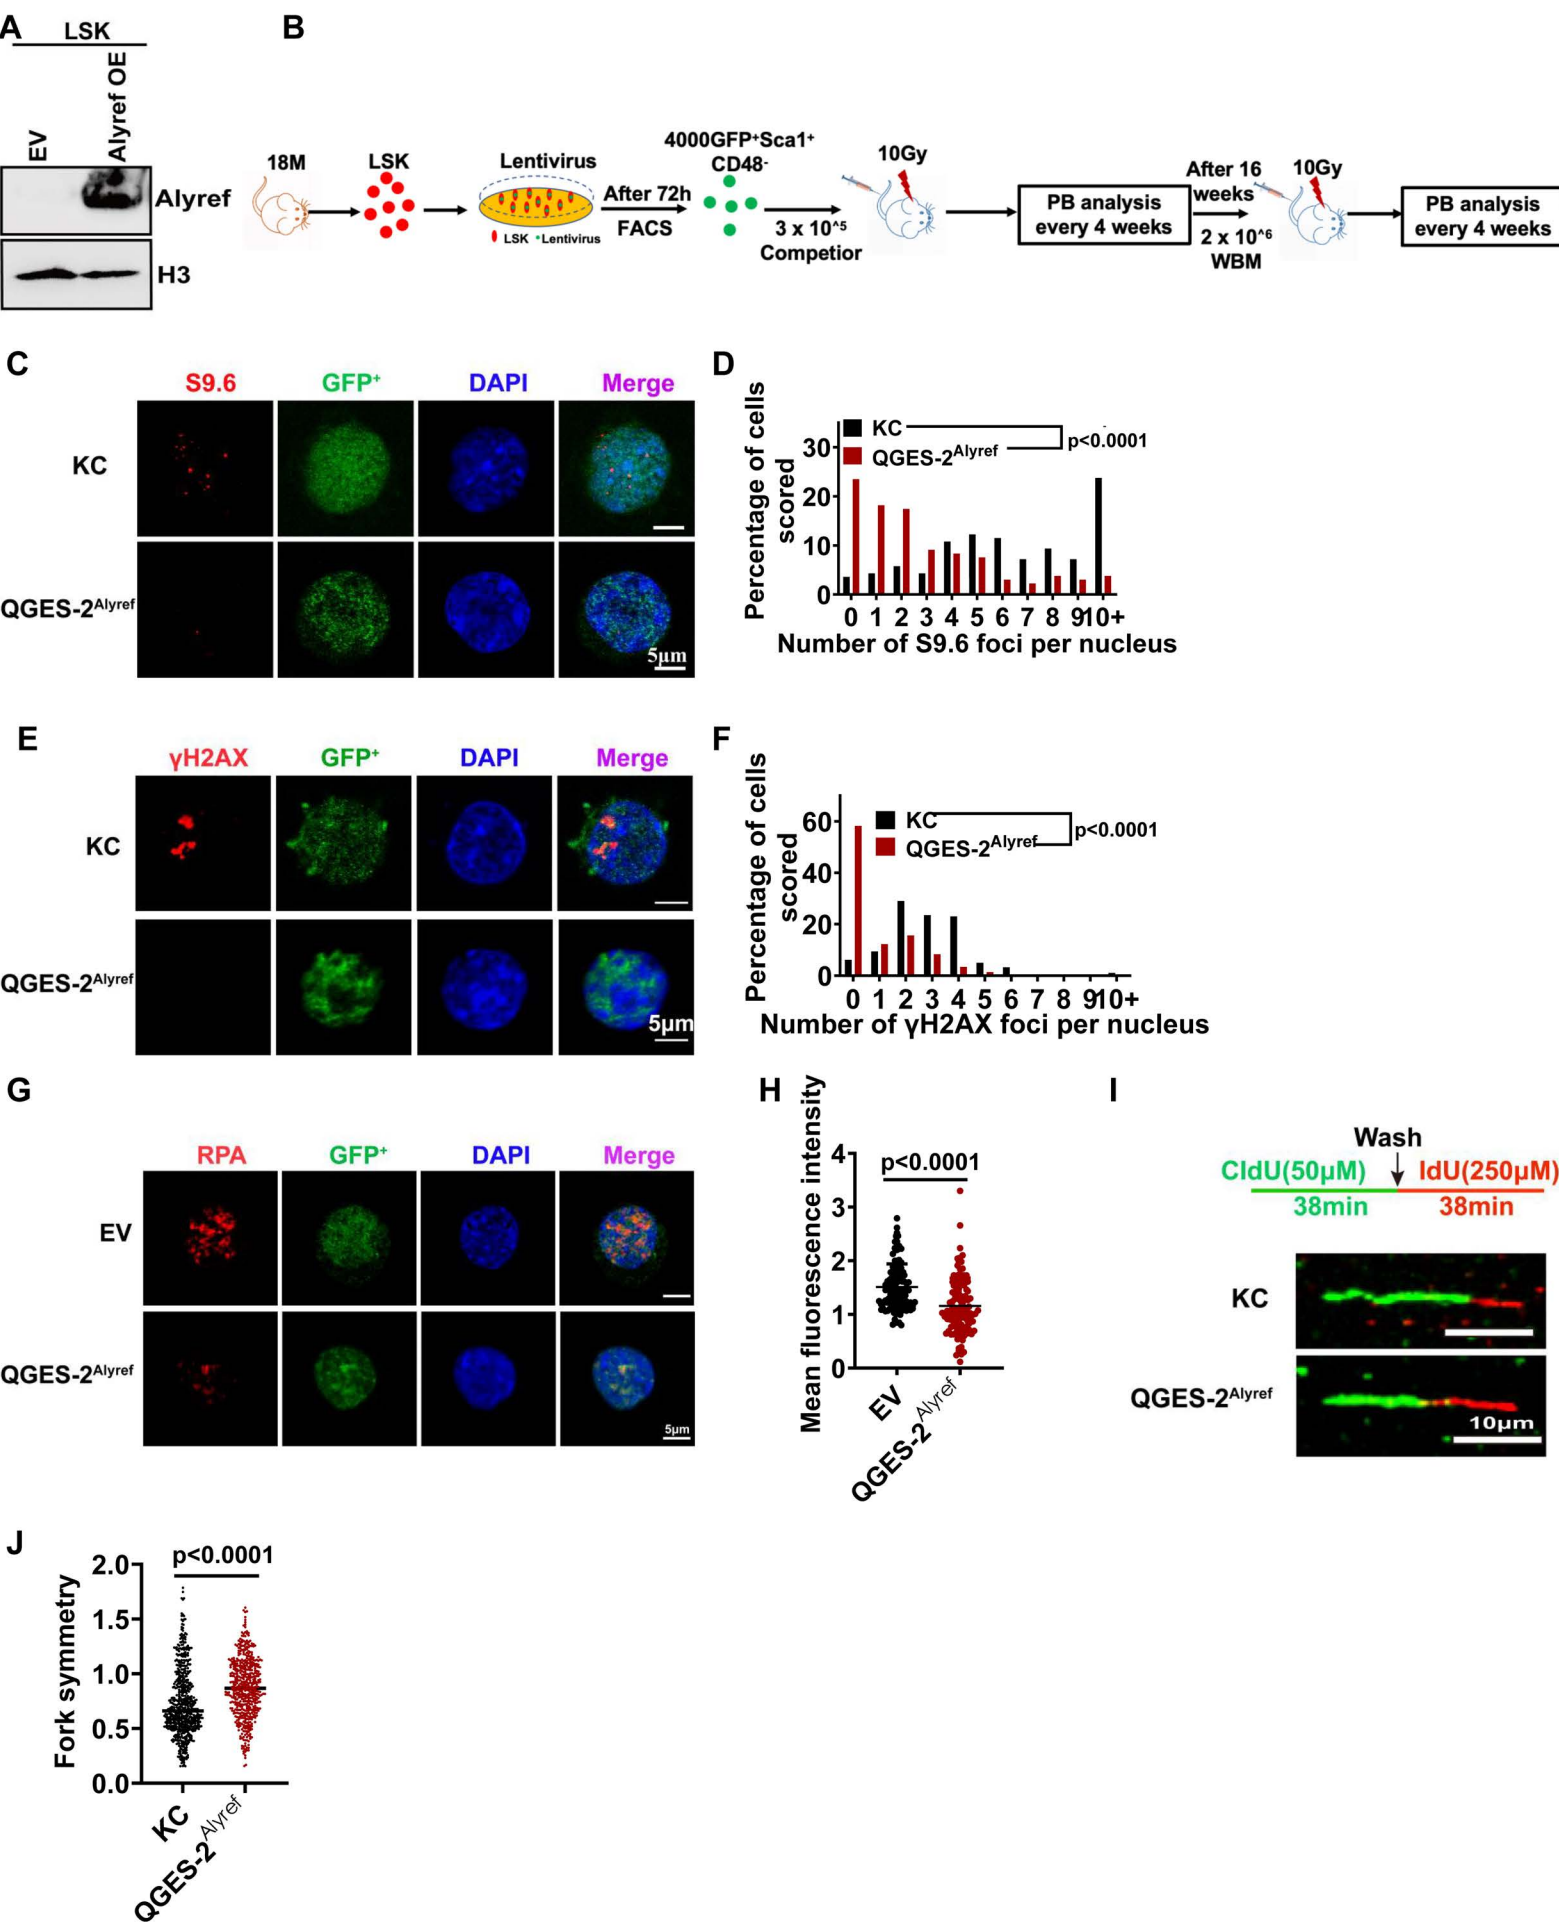 A
LSK
EV
Alyref OE
Alyref
H3
B
18M
LSK
Lentivirus
LSK
Lentivirus
After 72h
FACS
4000GFP⁺Sca1⁺
CD48⁻
3 x 10^⁵
Competior
10Gy
PB analysis
every 4 weeks
After 16
weeks
2 x 10^⁶
WBM
10Gy
PB analysis
every 4 weeks
C
S9.6
GFP⁺
DAPI
Merge
KC
QGES-2ᴬˡʸʳᵉᶠ
5μm
D
Percentage of cells
scored
30
20
10
0
KC
QGES-2ᴬˡʸʳᵉᶠ
p<0.0001
0 1 2 3 4 5 6 7 8 9 10+
Number of S9.6 foci per nucleus
E
γH2AX
GFP⁺
DAPI
Merge
KC
QGES-2ᴬˡʸʳᵉᶠ
5μm
F
Percentage of cells
scored
60
40
20
0
KC
QGES-2ᴬˡʸʳᵉᶠ
p<0.0001
0 1 2 3 4 5 6 7 8 9 10+
Number of γH2AX foci per nucleus
G
RPA
GFP⁺
DAPI
Merge
EV
QGES-2ᴬˡʸʳᵉᶠ
5μm
H
Mean fluorescence intensity
4
3
2
1
0
p<0.0001
EV
QGES-2ᴬˡʸʳᵉᶠ
I
Wash
CIdU(50μM)
IdU(250μM)
38min
38min
KC
QGES-2ᴬˡʸʳᵉᶠ
10μm
J
Fork symmetry
2.0
1.5
1.0
0.5
0.0
p<0.0001
KC
QGES-2ᴬˡʸʳᵉᶠ